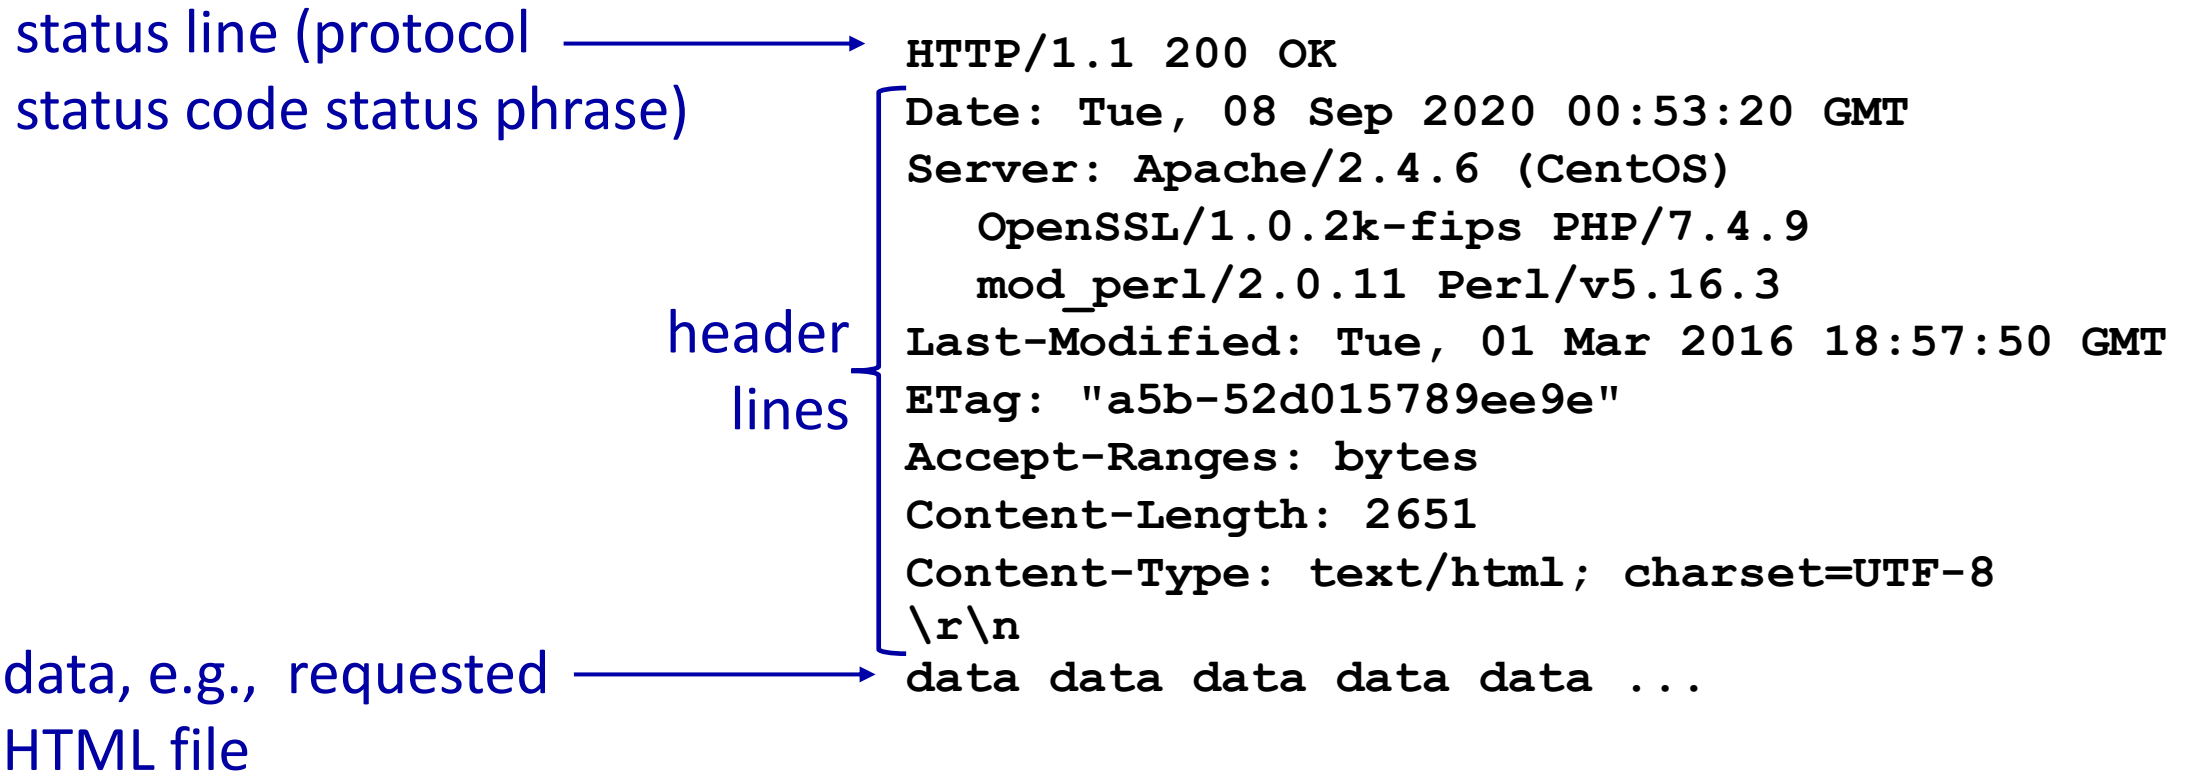 status line (protocol
status code status phrase)
HTTP/1.1 200 OK
Date: Tue, 08 Sep 2020 00:53:20 GMT
Server: Apache/2.4.6 (CentOS)
OpenSSL/1.0.2k-fips PHP/7.4.9
mod_perl/2.0.11 Perl/v5.16.3
header
lines
Last-Modified: Tue, 01 Mar 2016 18:57:50 GMT
ETag: "a5b-52d015789ee9e"
Accept-Ranges: bytes
Content-Length: 2651
Content-Type: text/html; charset=UTF-8
\r\n
data, e.g., requested
HTML file
data data data data data ...